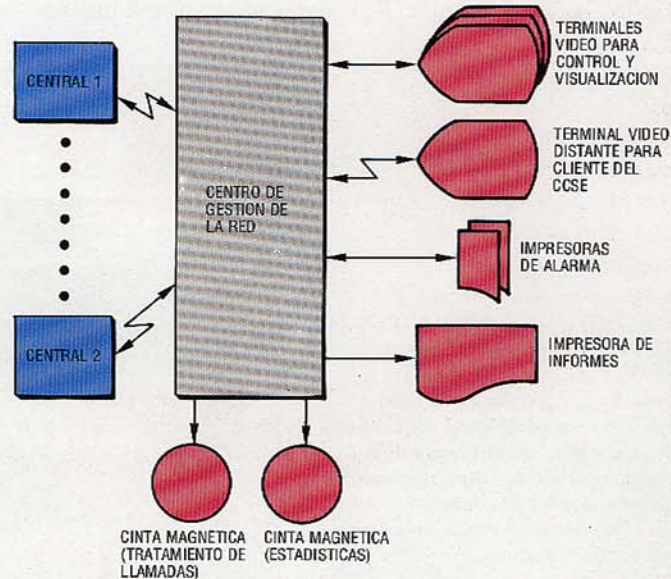 CENTRAL 1
CENTRAL 2
CENTRO DE
GESTION DE
LA RED
TERMINALES
VIDEO PARA
CONTROL Y
VISUALIZACION
TERMINAL VIDEO
DISTANTE PARA
CLIENTE DEL
CCSE
IMPRESORAS
DE ALARMA
IMPRESORA DE
INFORMES
CINTA MAGNETICA
(TRATAMIENTO DE
LLAMADAS)
CINTA MAGNETICA
(ESTADISTICAS)